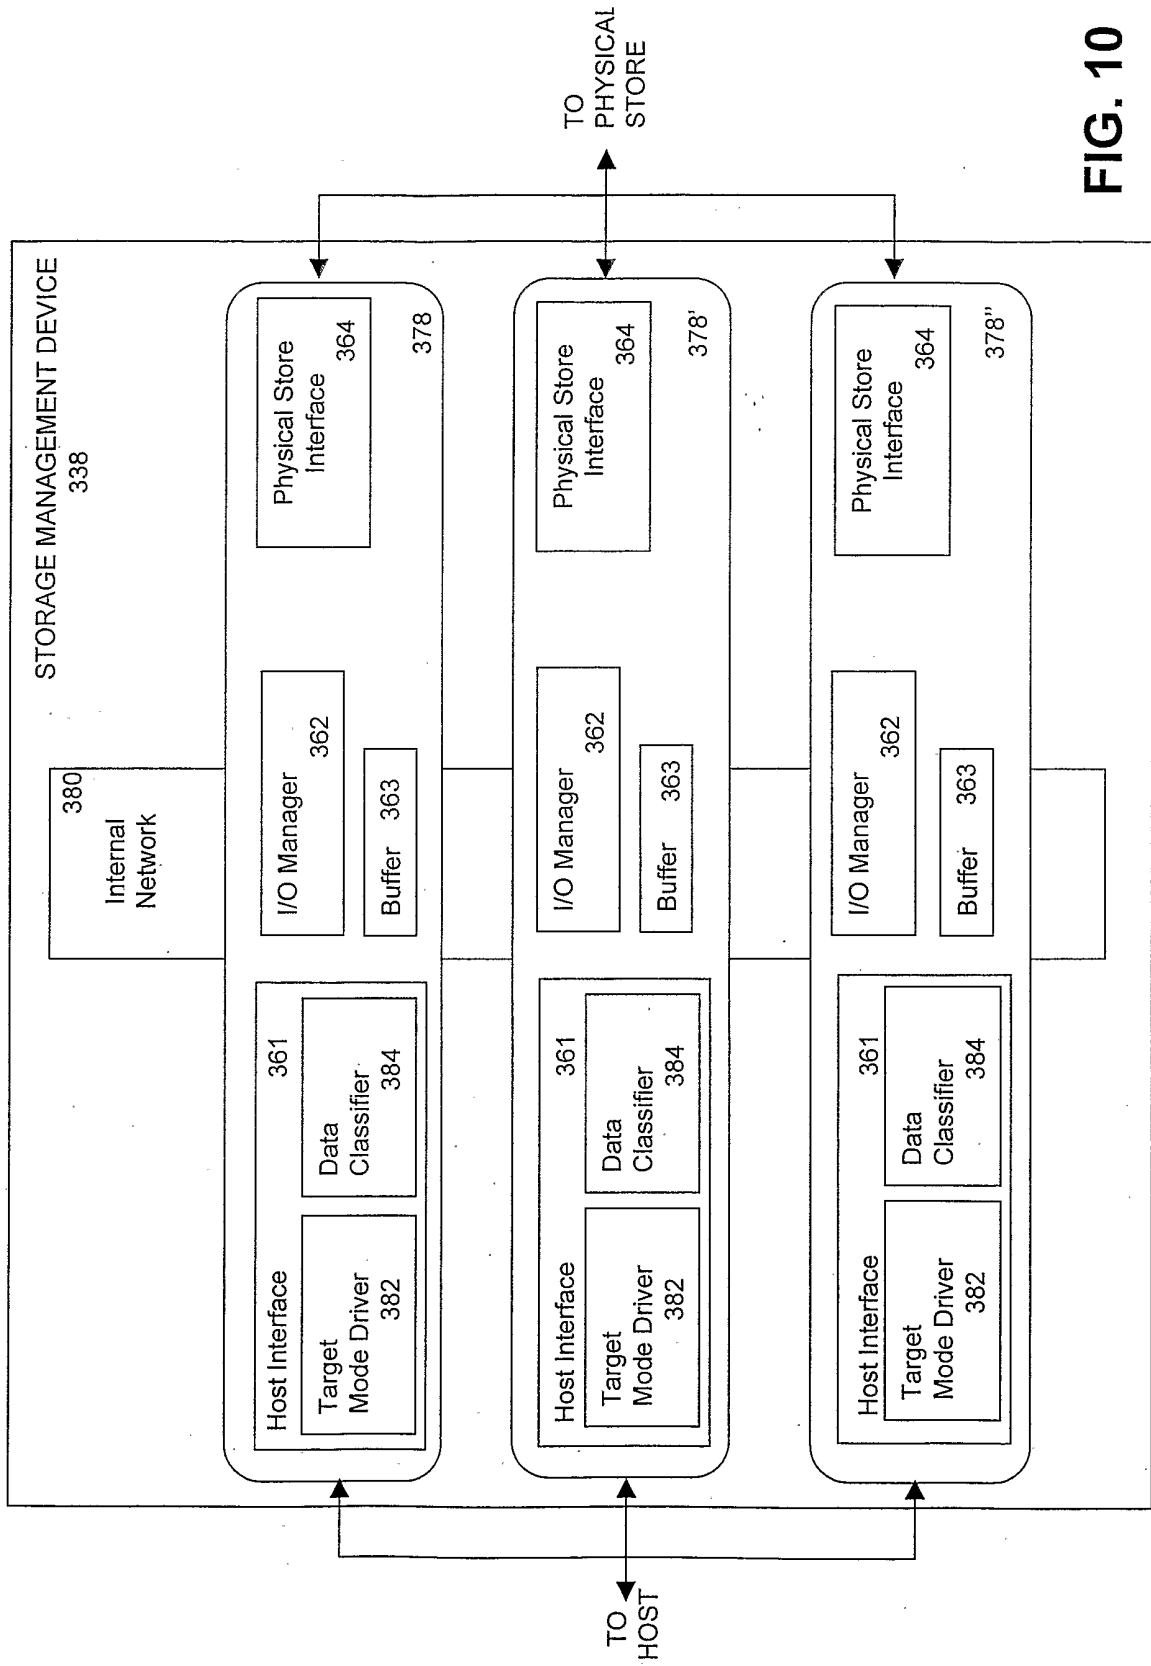 STORAGE MANAGEMENT DEVICE
338
380
Internal
Network
Host Interface
361
Target
Mode Driver
382
Data
Classifier
384
I/O Manager
362
Buffer 363
Physical Store
Interface
364
378
Host Interface
361
Target
Mode Driver
382
Data
Classifier
384
I/O Manager
362
Buffer 363
Physical Store
Interface
364
378'
Host Interface
361
Target
Mode Driver
382
Data
Classifier
384
I/O Manager
362
Buffer 363
Physical Store
Interface
364
378"
TO
HOST
TO
PHYSICAL
STORE
FIG. 10